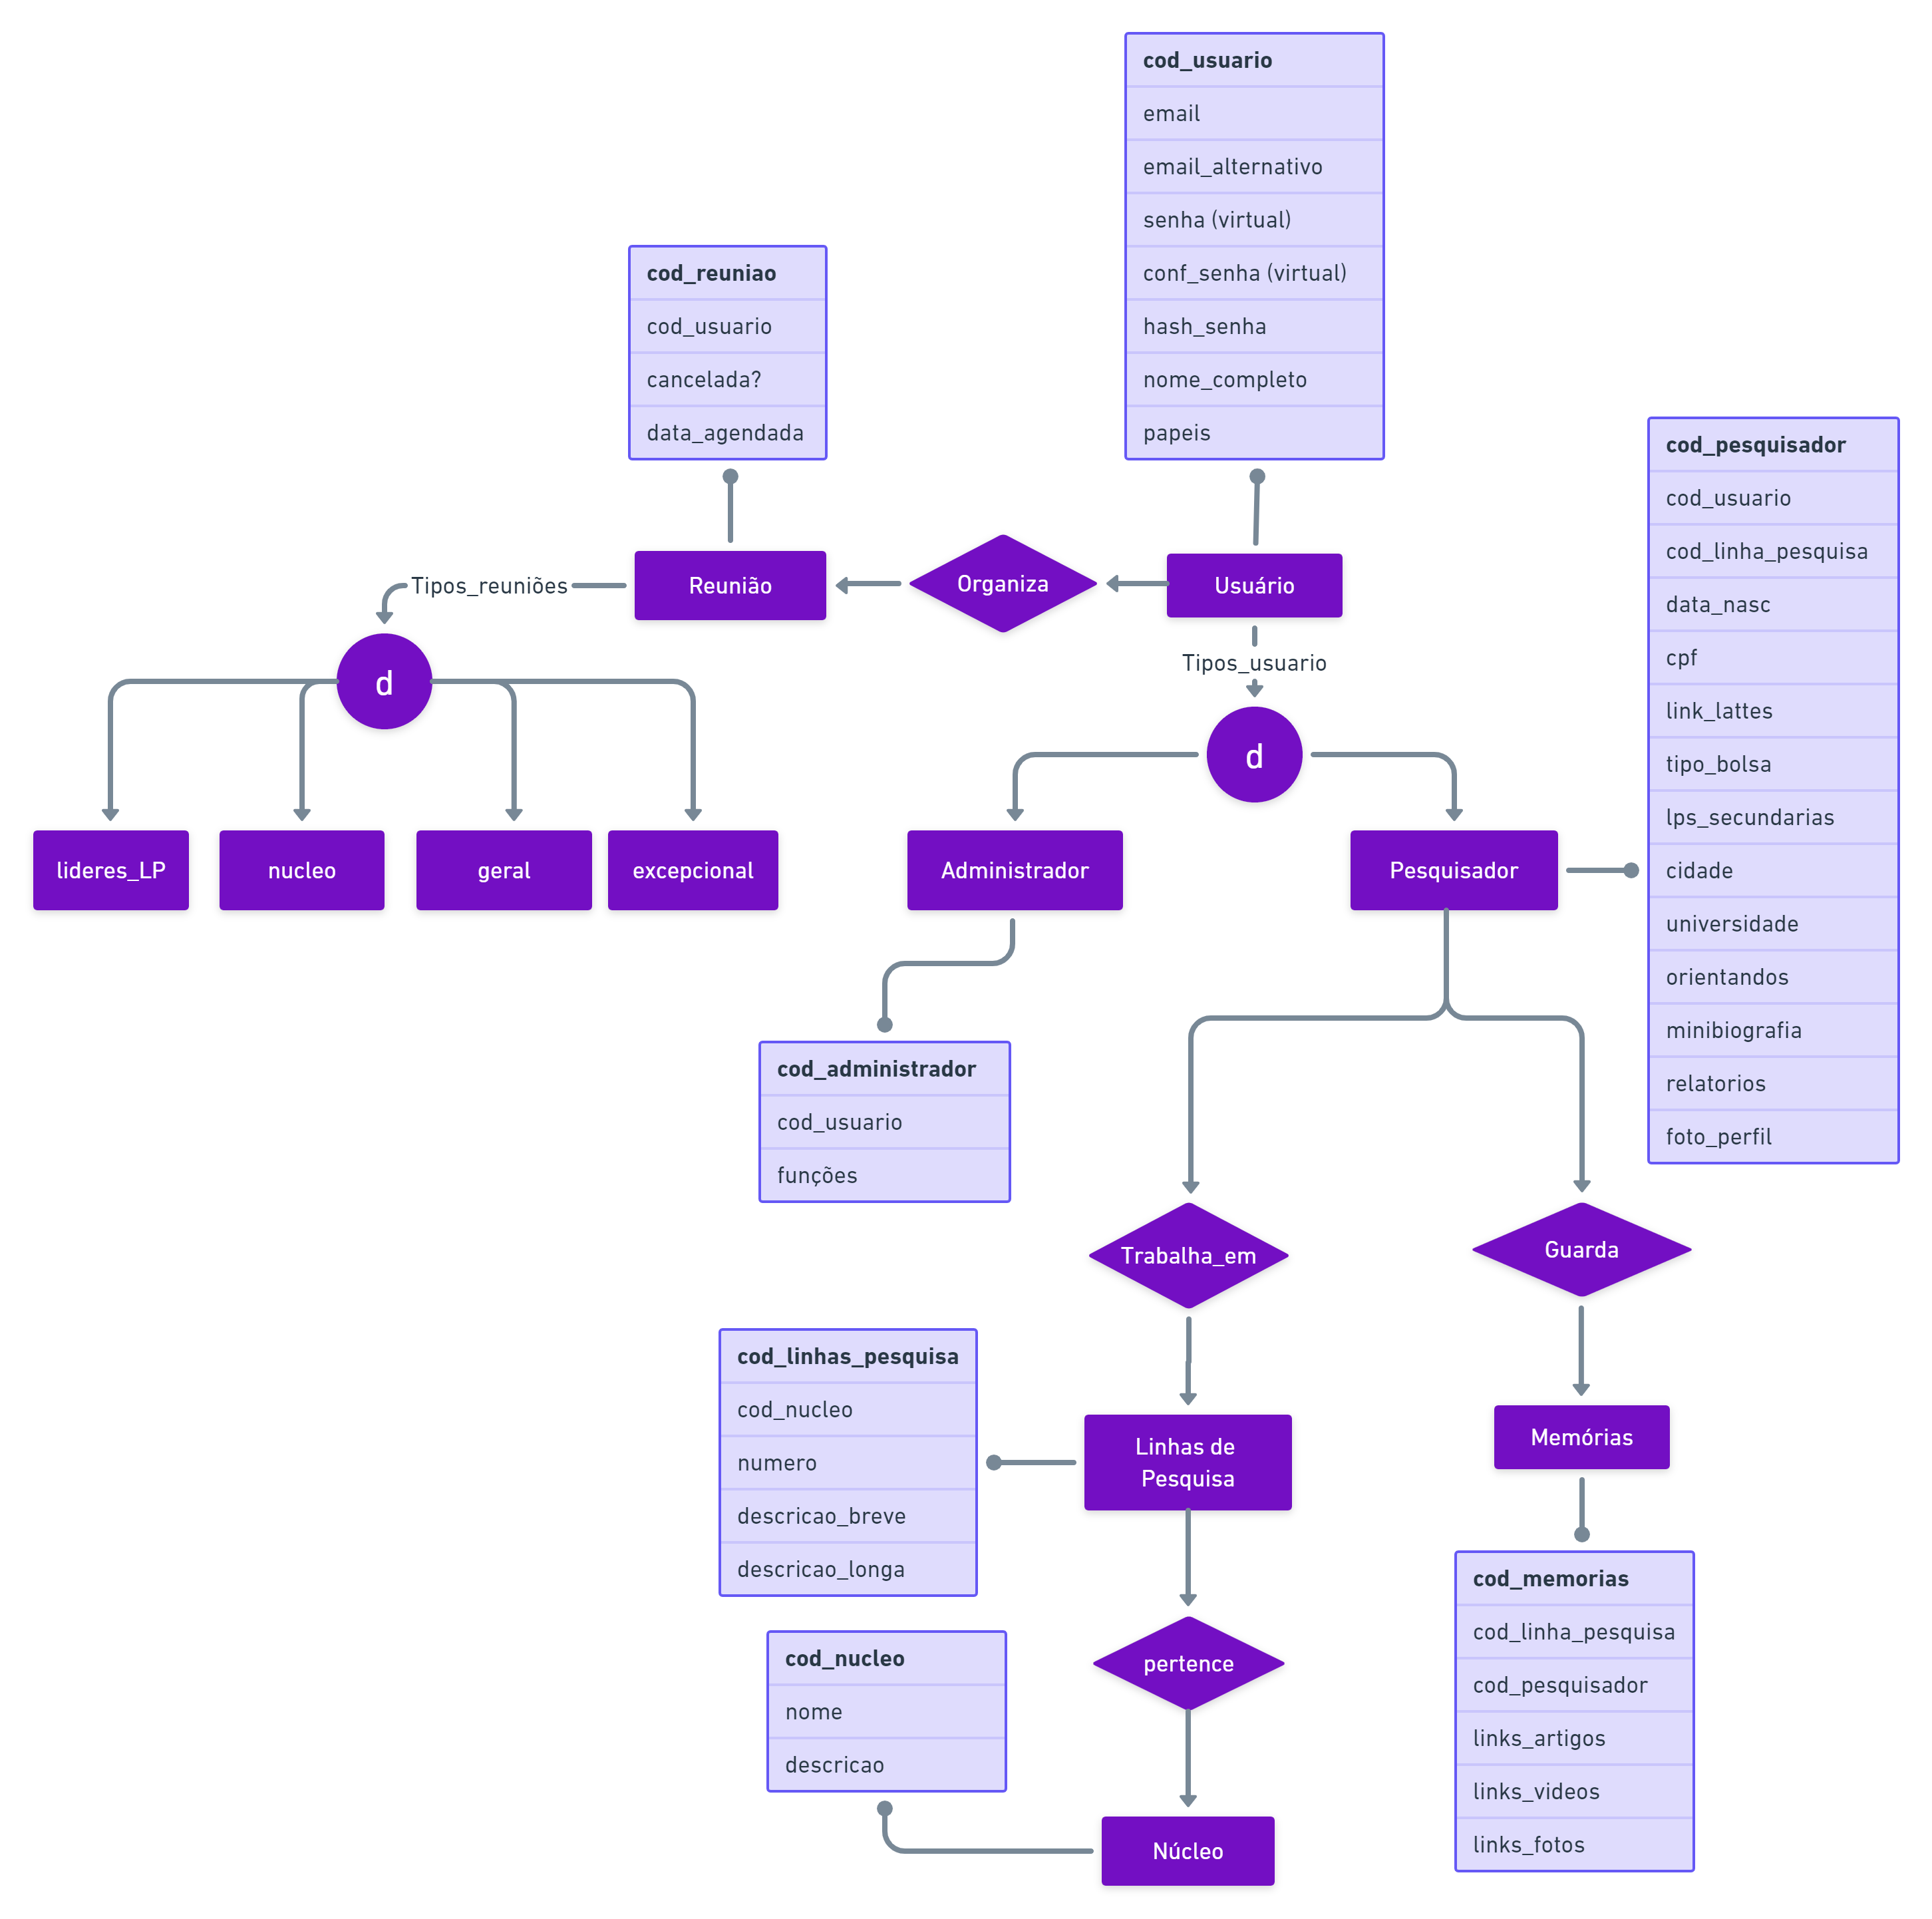 cod_usuario
email
email_alternativo
senha (virtual)
conf_senha (virtual)
hash_senha
nome_completo
papeis
cod_reuniao
cod_usuario
cancelada?
data_agendada
cod_pesquisador
cod_usuario
cod_linha_pesquisa
data_nasc
cpf
link_lattes
tipo_bolsa
lps_secundarias
cidade
universidade
orientandos
minibiografia
relatorios
foto_perfil
Tipos_reuniões
Reunião
Organiza
Usuário
Tipos_usuario
d
d
lideres_LP
nucleo
geral
excepcional
Administrador
Pesquisador
cod_administrador
cod_usuario
funções
Trabalha_em
Guarda
cod_linhas_pesquisa
cod_nucleo
numero
descricao_breve
descricao_longa
Linhas de
Pesquisa
Memórias
cod_memorias
cod_linha_pesquisa
cod_pesquisador
links_artigos
links_videos
links_fotos
cod_nucleo
nome
descricao
pertence
Núcleo